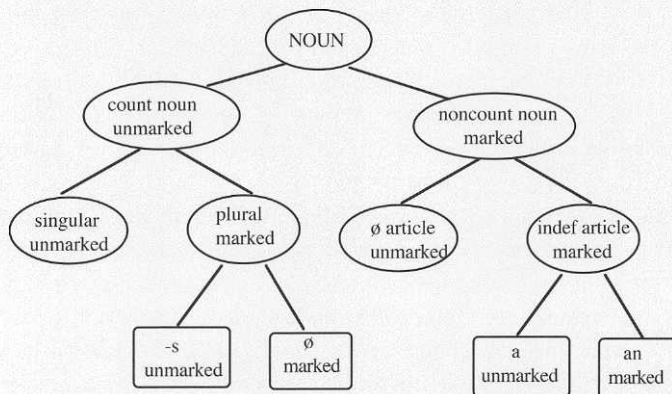 NOUN
count noun
unmarked
noncount noun
marked
singular
unmarked
plural
marked
ø article
unmarked
indef article
marked
-s
unmarked
ø
marked
a
unmarked
an
marked